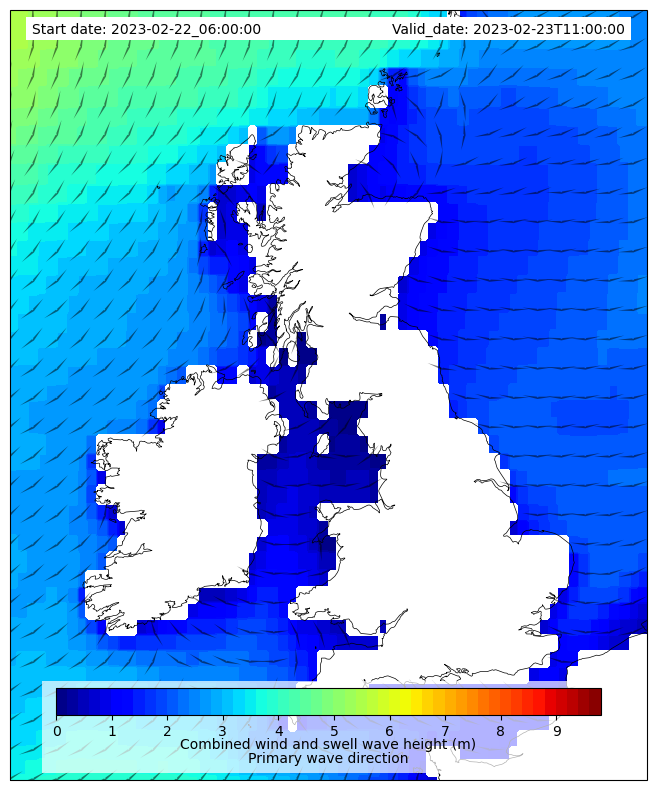 Start date: 2023-02-22_06:00:00 Valid_date: 2023-02-23T11:00:00
0 1 2 3 4 5 6 7 8 9
Combined wind and swell wave height (m)
Primary wave direction